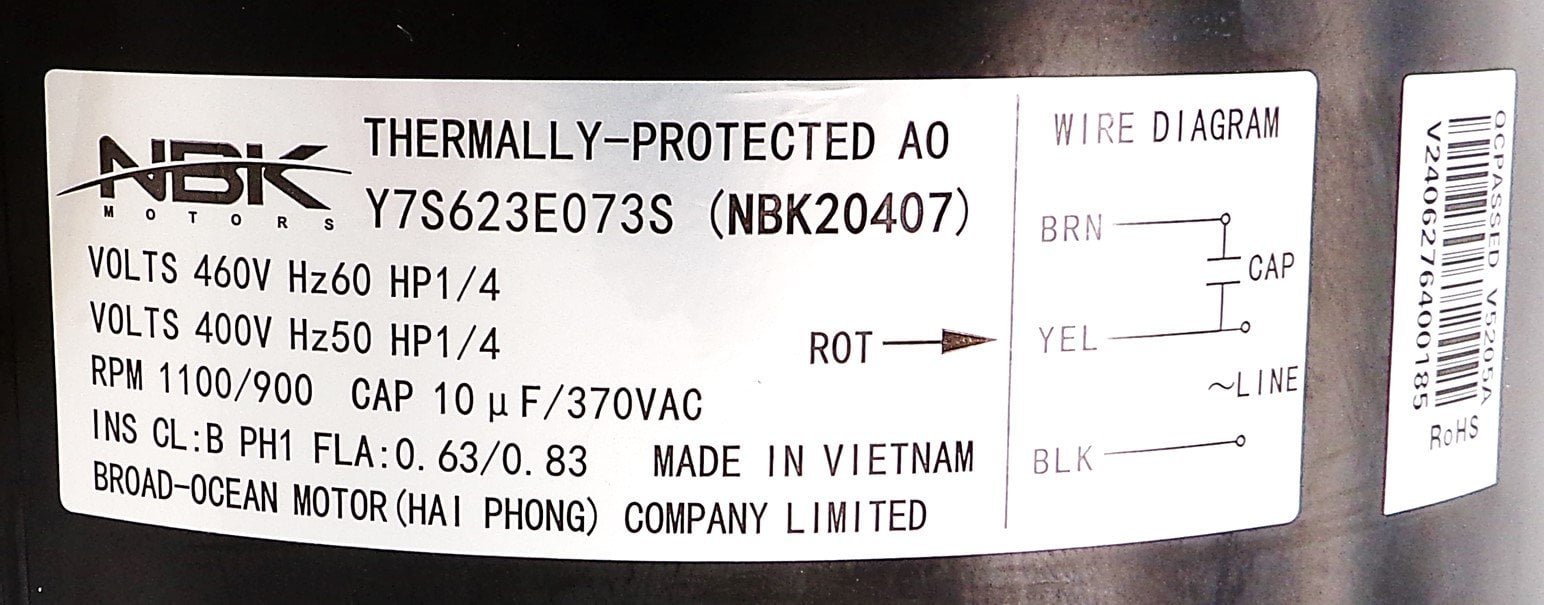 NBK
MOTORS
THERMALLY-PROTECTED AO
Y7S623E073S (NBK20407)
VOLTS 460V Hz60 HP1/4
VOLTS 400V Hz50 HP1/4
RPM 1100/900 CAP 10μF/370VAC
INS CL:B PH1 FLA:0.63/0.83 MADE IN VIETNAM
BROAD-OCEAN MOTOR(HAI PHONG) COMPANY LIMITED
ROT
WIRE DIAGRAM
BRN
CAP
YEL
~LINE
BLK
QCPASSED V5205A
V2406276400185
RoHS